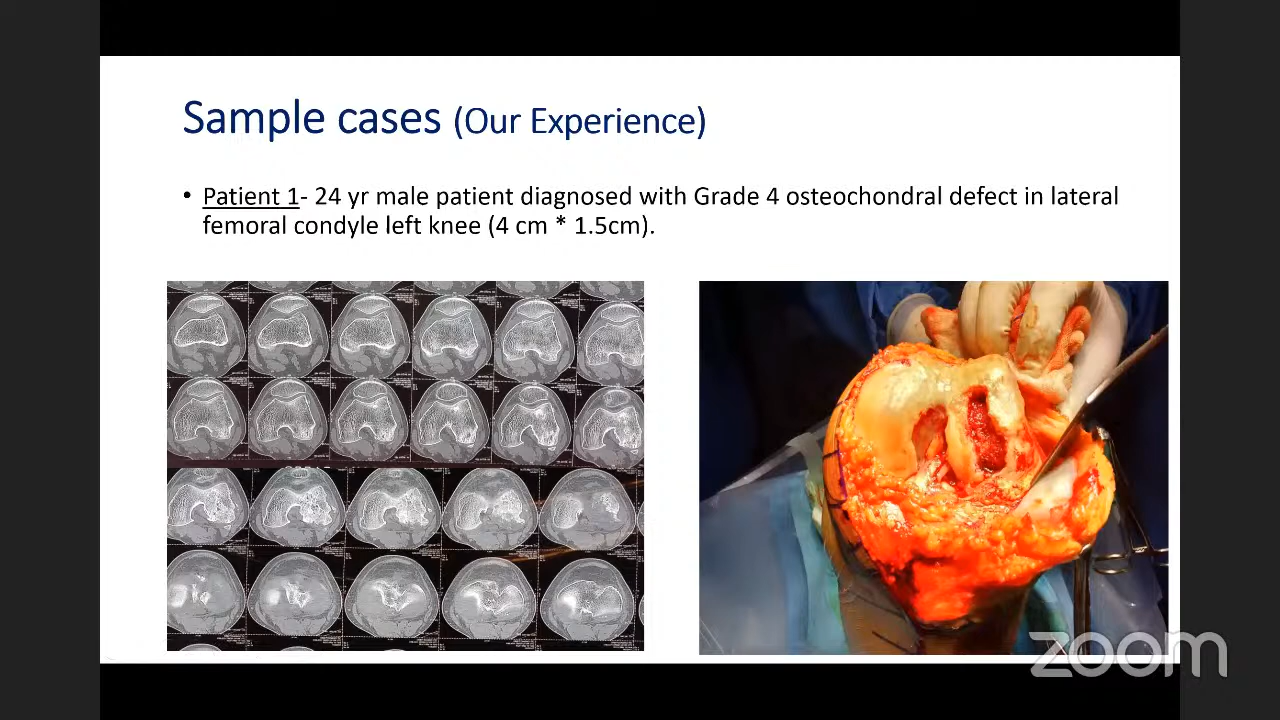 Sample cases (Our Experience)
• Patient 1- 24 yr male patient diagnosed with Grade 4 osteochondral defect in lateral
femoral condyle left knee (4 cm * 1.5cm).
zoom